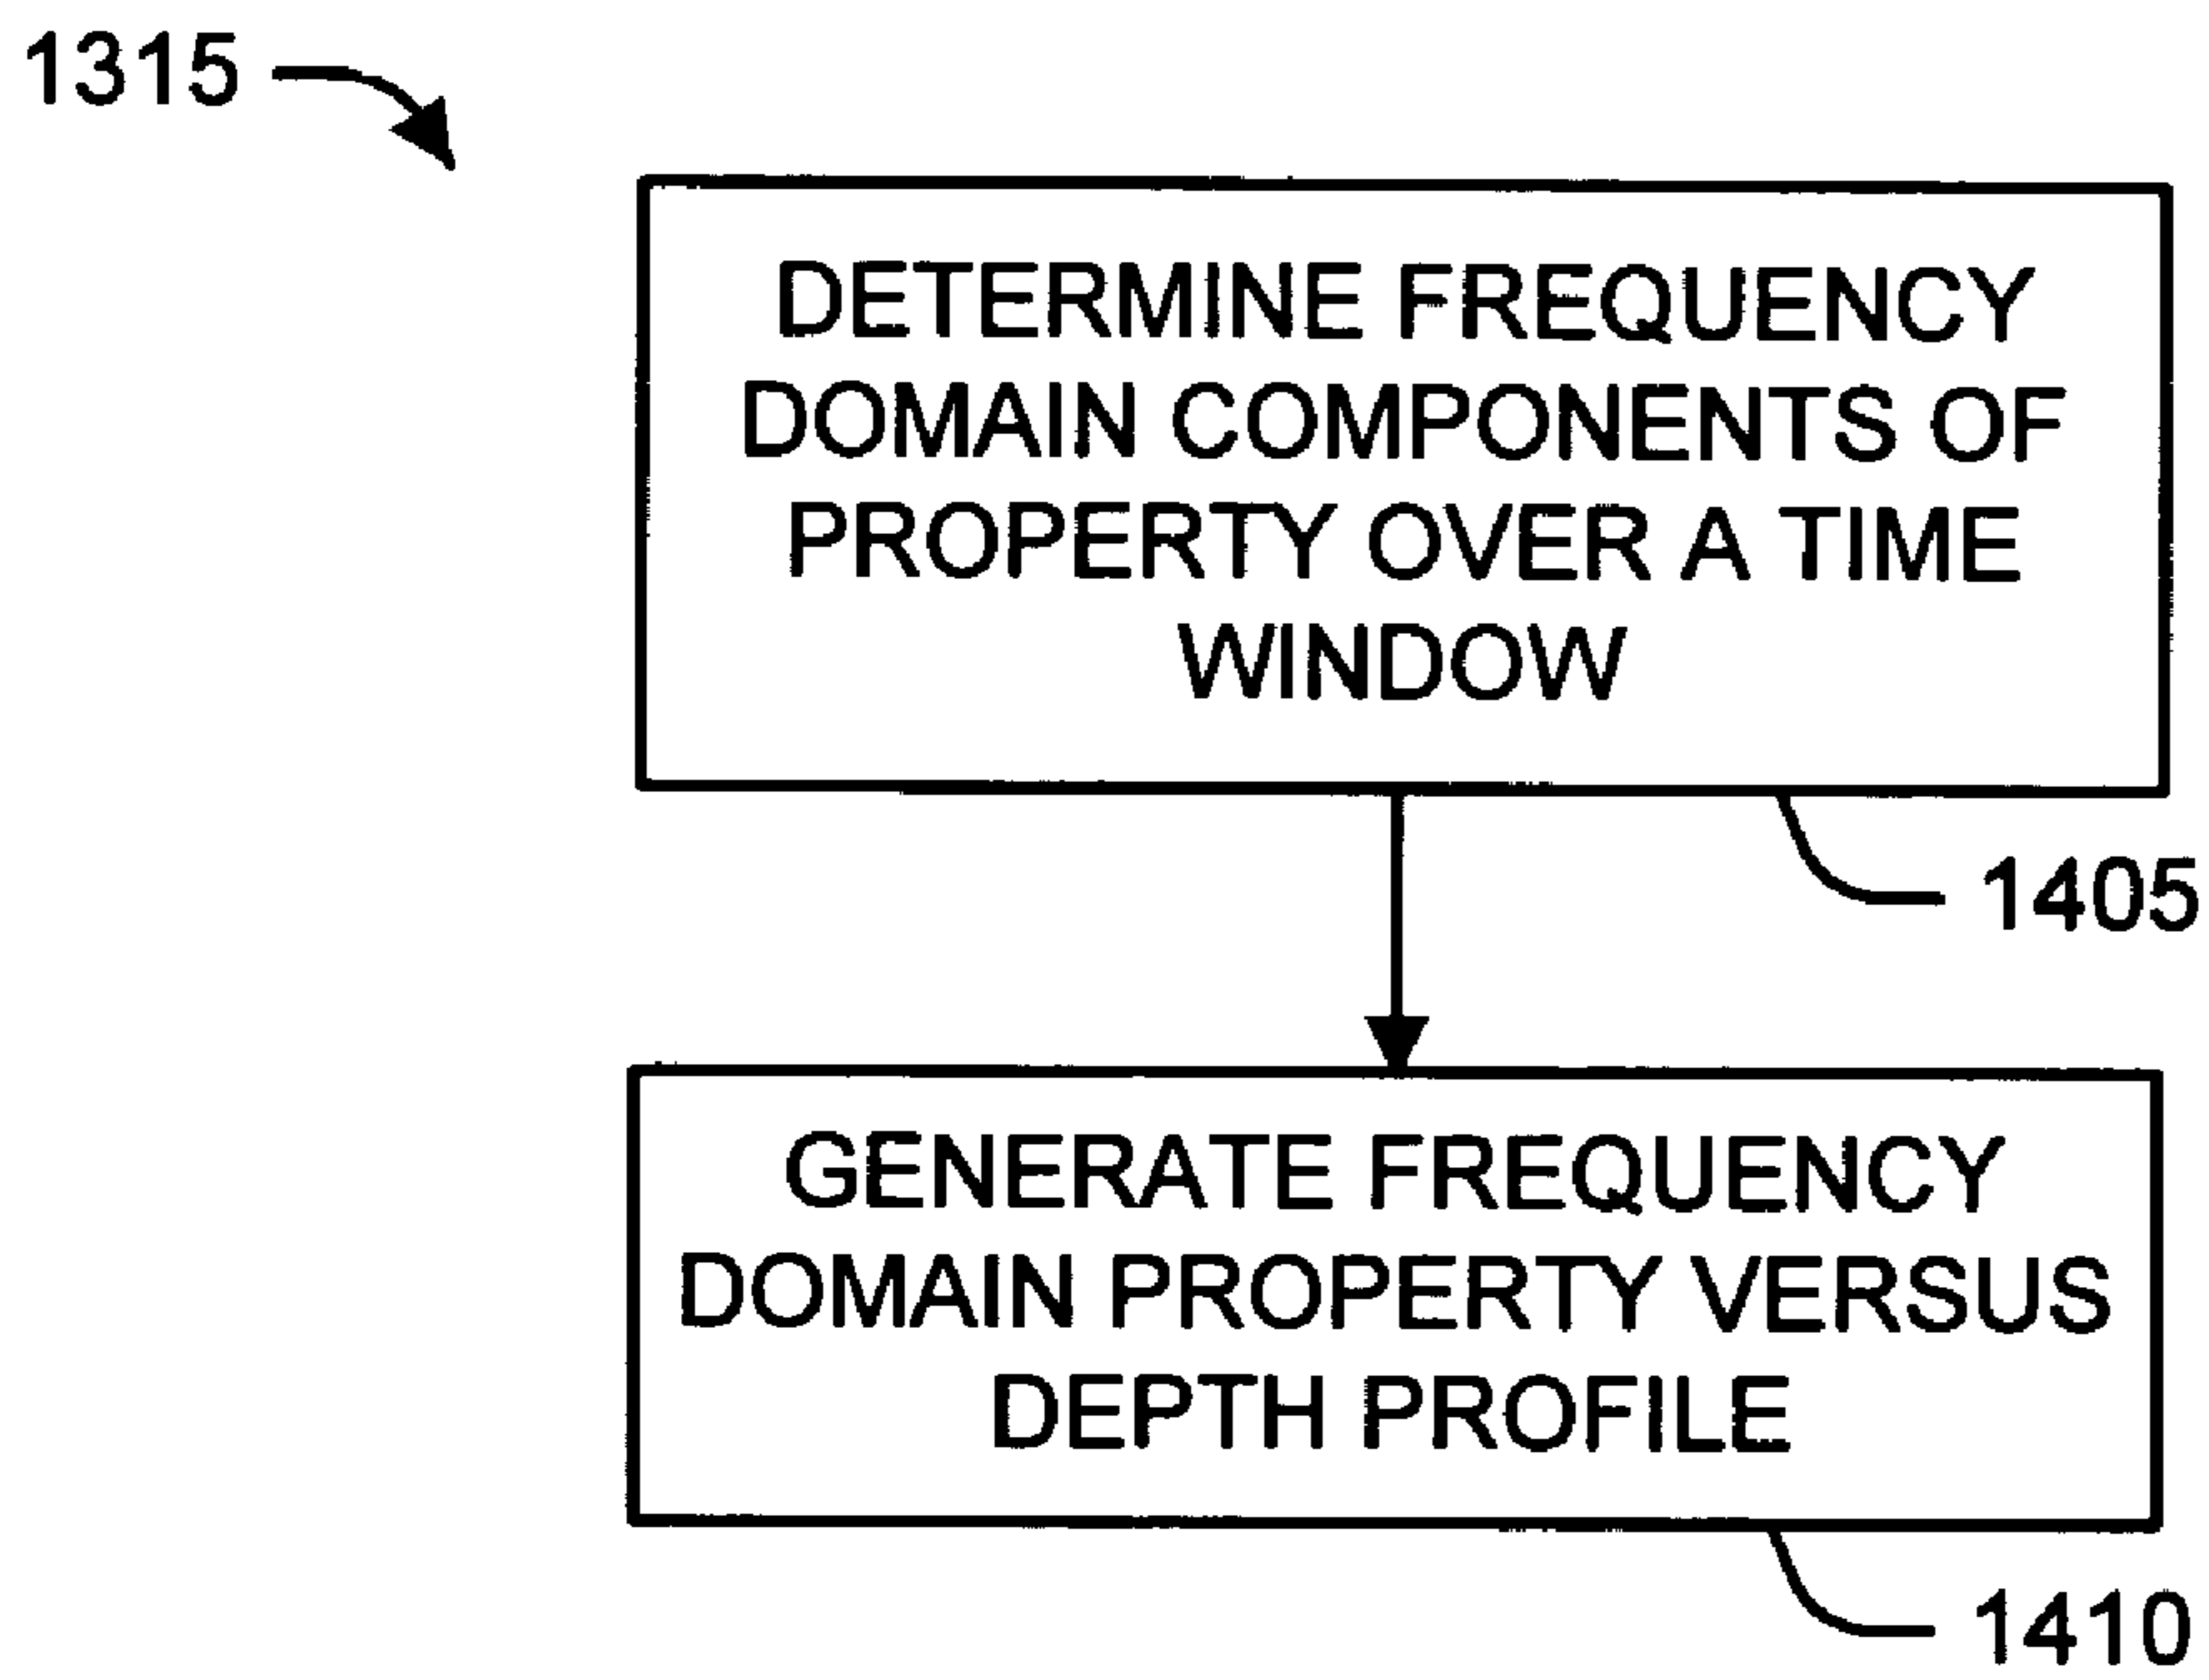 1315
DETERMINE FREQUENCY
DOMAIN COMPONENTS OF
PROPERTY OVER A TIME
WINDOW
1405
GENERATE FREQUENCY
DOMAIN PROPERTY VERSUS
DEPTH PROFILE
1410